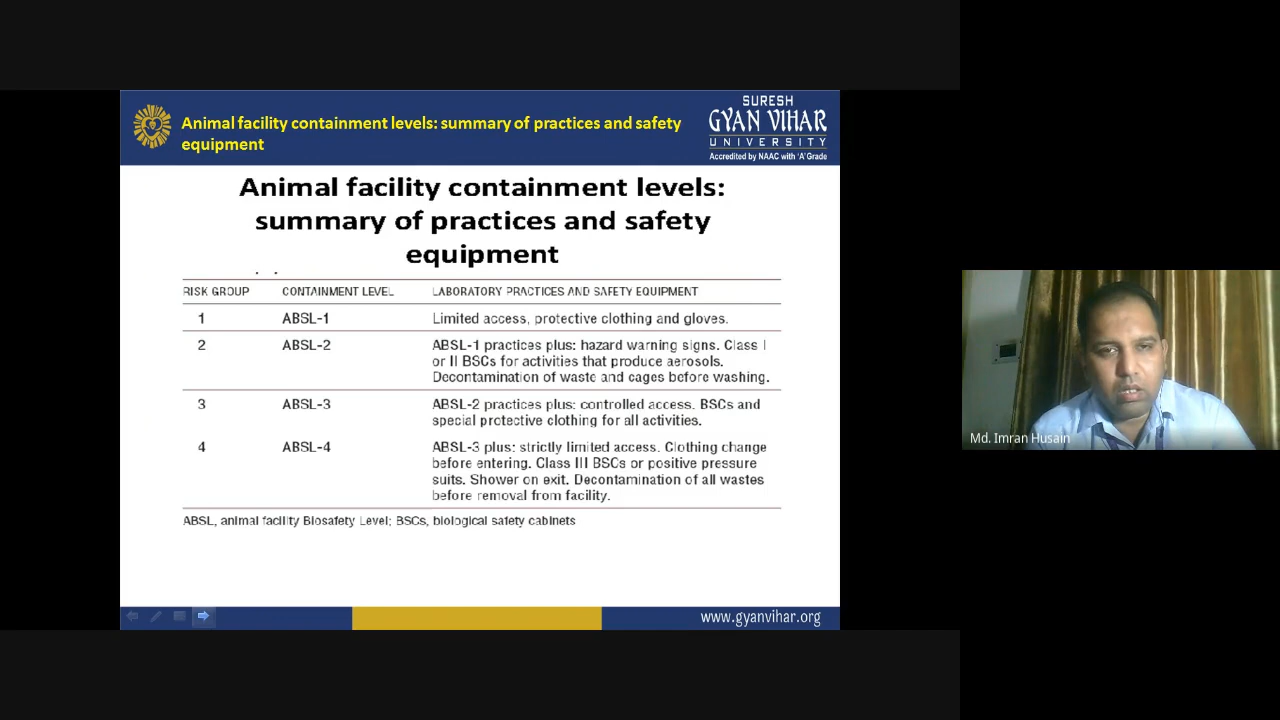 Animal facility containment levels: summary of practices and safety
equipment
SURESH
GYAN VIHAR
UNIVERSITY
Accredited by NAAC with 'A' Grade
Animal facility containment levels:
summary of practices and safety
equipment
RISK GROUP CONTAINMENT LEVEL LABORATORY PRACTICES AND SAFETY EQUIPMENT
1 ABSL-1 Limited access, protective clothing and gloves.
2 ABSL-2 ABSL-1 practices plus: hazard warning signs. Class I
or II BSCs for activities that produce aerosols.
Decontamination of waste and cages before washing.
3 ABSL-3 ABSL-2 practices plus: controlled access. BSCs and
special protective clothing for all activities.
4 ABSL-4 ABSL-3 plus: strictly limited access. Clothing change
before entering. Class III BSCs or positive pressure
suits. Shower on exit. Decontamination of all wastes
before removal from facility.
ABSL, animal facility Biosafety Level; BSCs, biological safety cabinets
www.gyanvihar.org
Md. Imran Husain